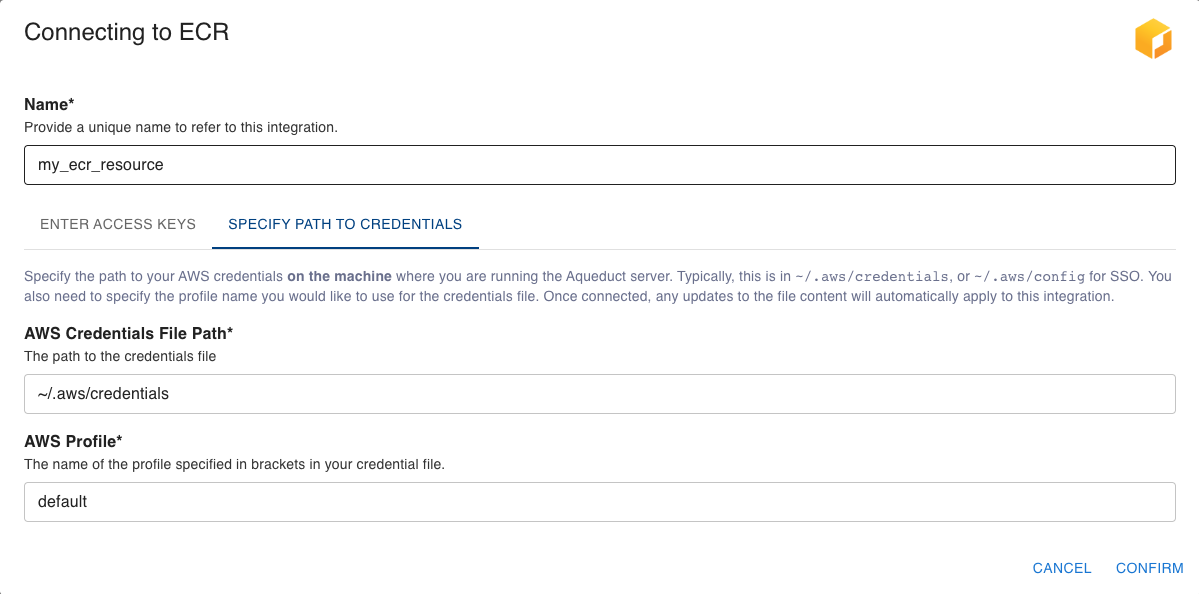 Connecting to ECR
Name*
Provide a unique name to refer to this integration.
my_ecr_resource
ENTER ACCESS KEYS SPECIFY PATH TO CREDENTIALS
Specify the path to your AWS credentials on the machine where you are running the Aqueduct server. Typically, this is in ~/.aws/credentials, or ~/.aws/config for SSO. You
also need to specify the profile name you would like to use for the credentials file. Once connected, any updates to the file content will automatically apply to this integration.
AWS Credentials File Path*
The path to the credentials file
~/.aws/credentials
AWS Profile*
The name of the profile specified in brackets in your credential file.
default
CANCEL CONFIRM